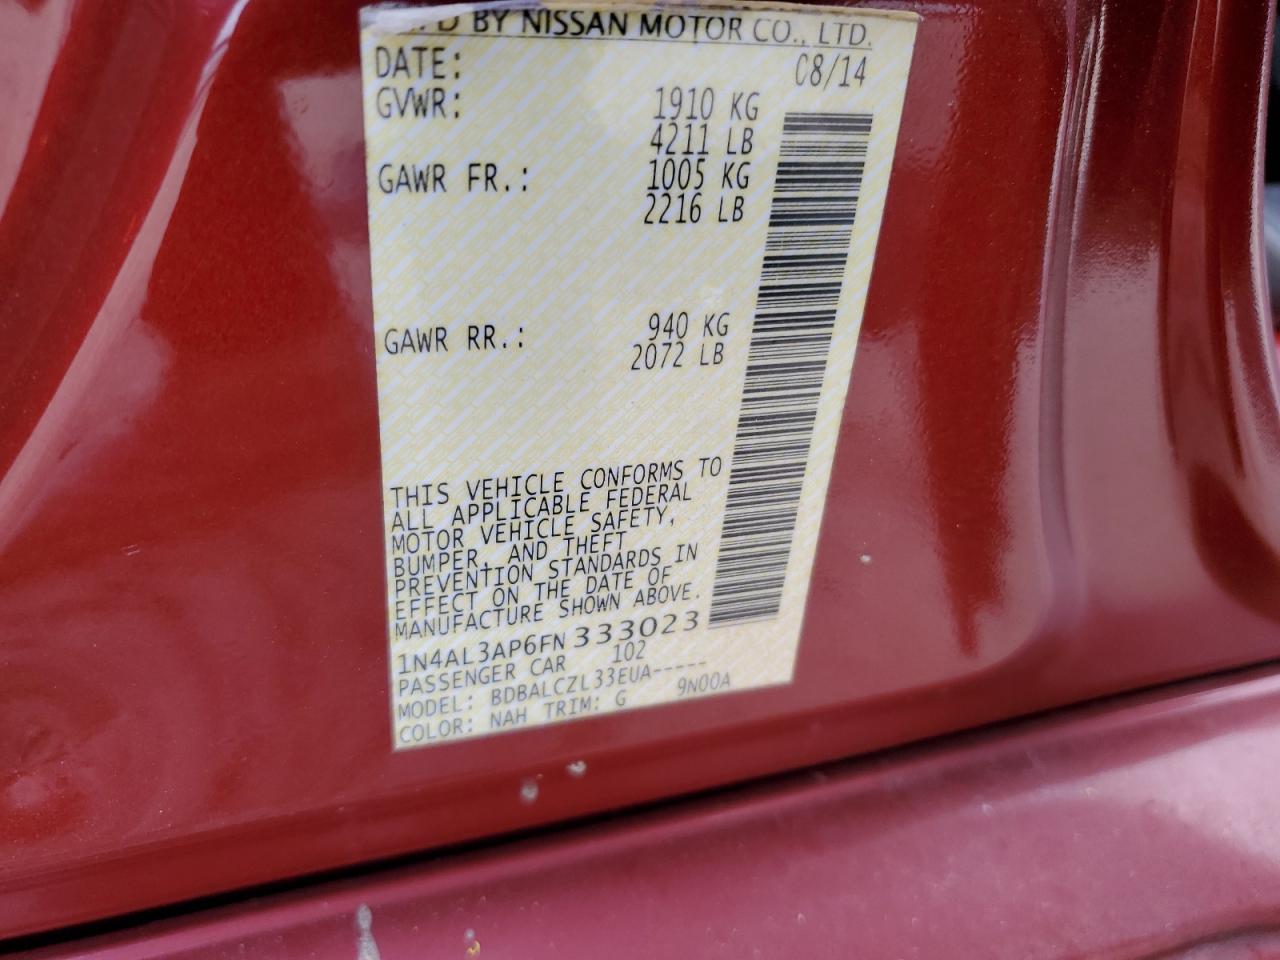 BY NISSAN MOTOR CO., LTD.
DATE: 08/14
GVWR: 1910 KG
4211 LB
GAWR FR.: 1005 KG
2216 LB
GAWR RR.: 940 KG
2072 LB
THIS VEHICLE CONFORMS TO
ALL APPLICABLE FEDERAL
MOTOR VEHICLE SAFETY,
BUMPER, AND THEFT
PREVENTION STANDARDS IN
EFFECT ON THE DATE OF
MANUFACTURE SHOWN ABOVE.
1N4AL3AP6FN333023
PASSENGER CAR 102
MODEL: BDBALCZL33EUA-----
COLOR: NAH TRIM: G 9N00A